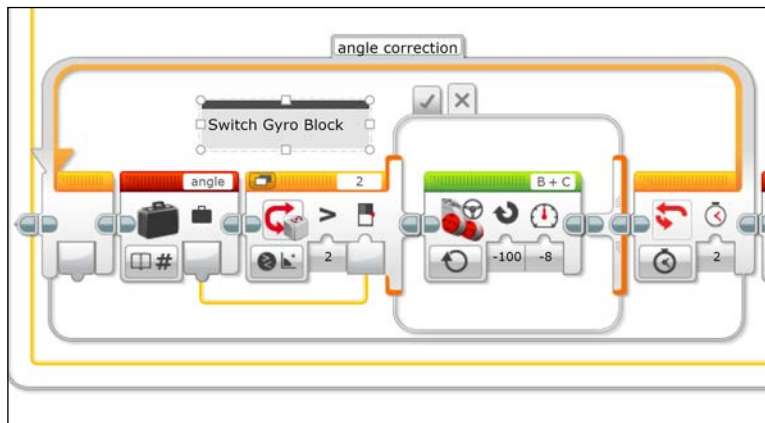 angle correction
Switch Gyro Block
angle
2
B + C
>
#
2
-100
-8
2